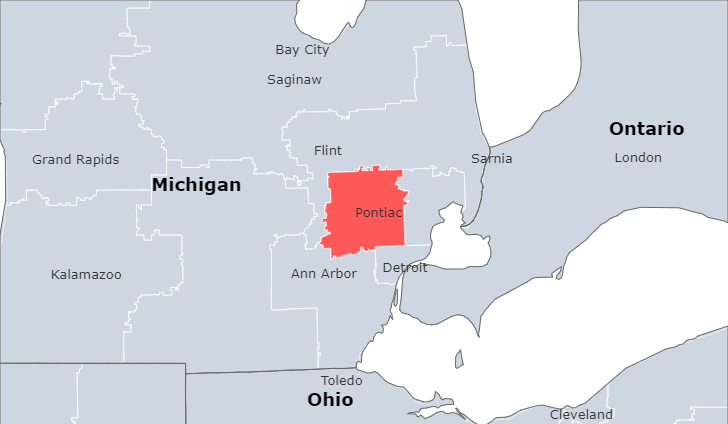 Bay City
Saginaw
Ontario
Flint
Grand Rapids
Sarnia
London
Michigan
Pontiac
Kalamazoo
Ann Arbor
Detroit
Toledo
Ohio
Cleveland